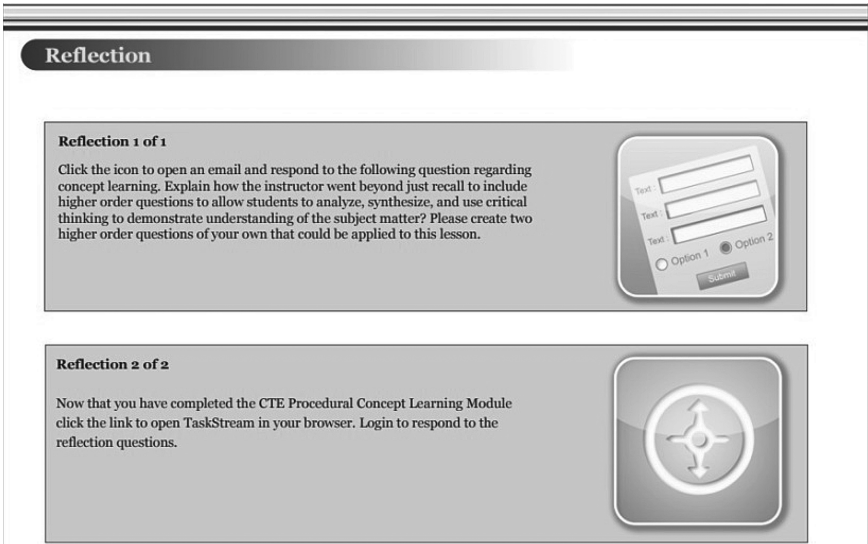 Reflection
Reflection 1 of 1
Click the icon to open an email and respond to the following question regarding
concept learning. Explain how the instructor went beyond just recall to include
higher order questions to allow students to analyze, synthesize, and use critical
thinking to demonstrate understanding of the subject matter? Please create two
higher order questions of your own that could be applied to this lesson.
Text :
Text :
Text :
Option 1 Option 2
Submit
Reflection 2 of 2
Now that you have completed the CTE Procedural Concept Learning Module
click the link to open TaskStream in your browser. Login to respond to the
reflection questions.